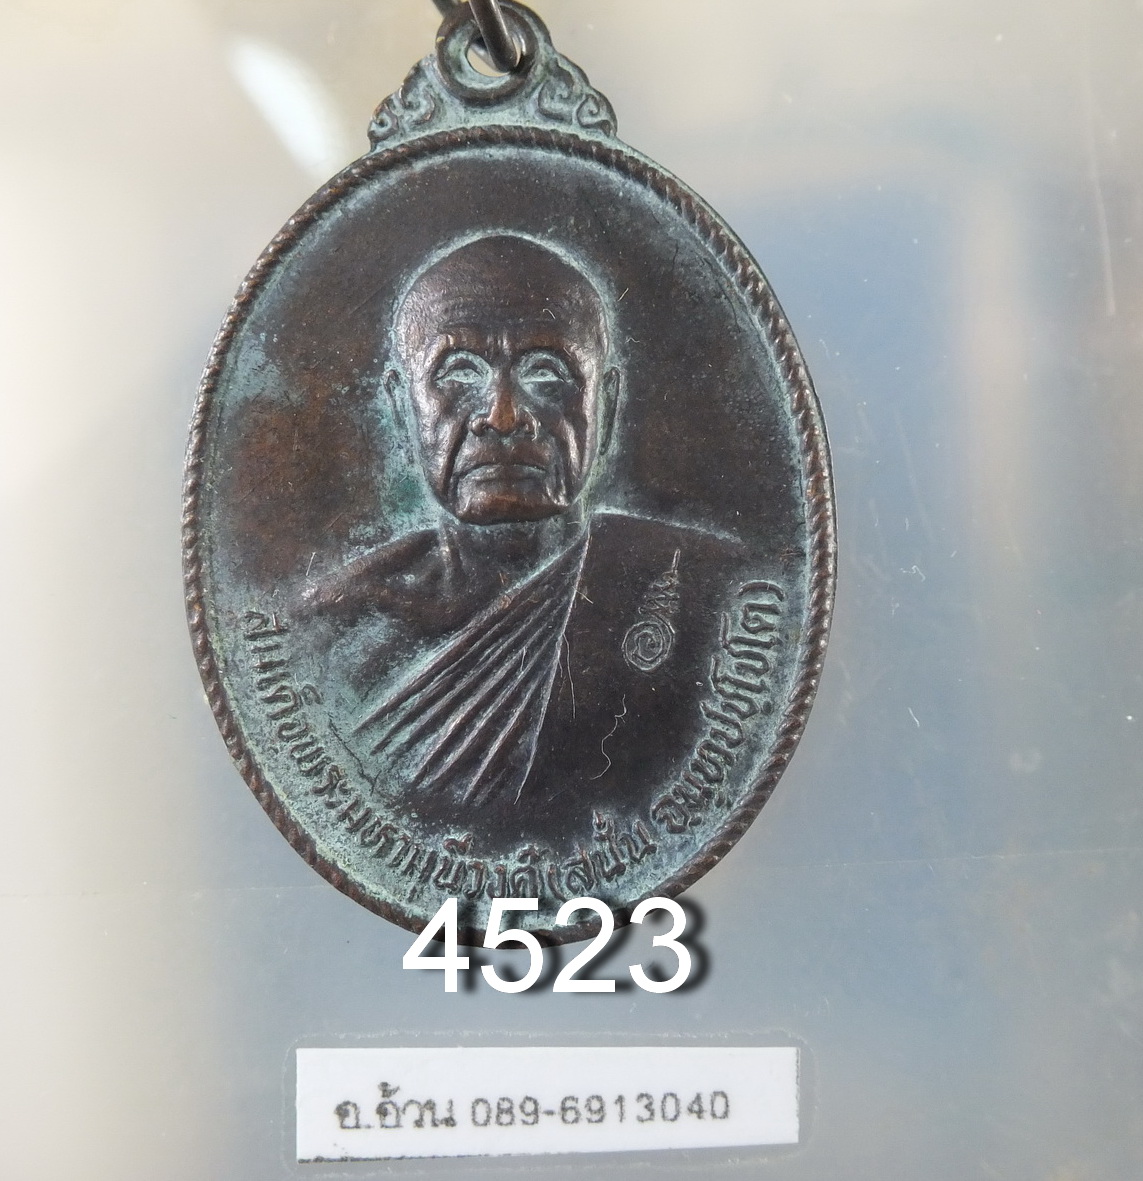 สมเด็จพระมหามุนีวงศ์ (สนั่น จนฺทปชฺโชโต)
4523
อ.อ้วน 089-6913040